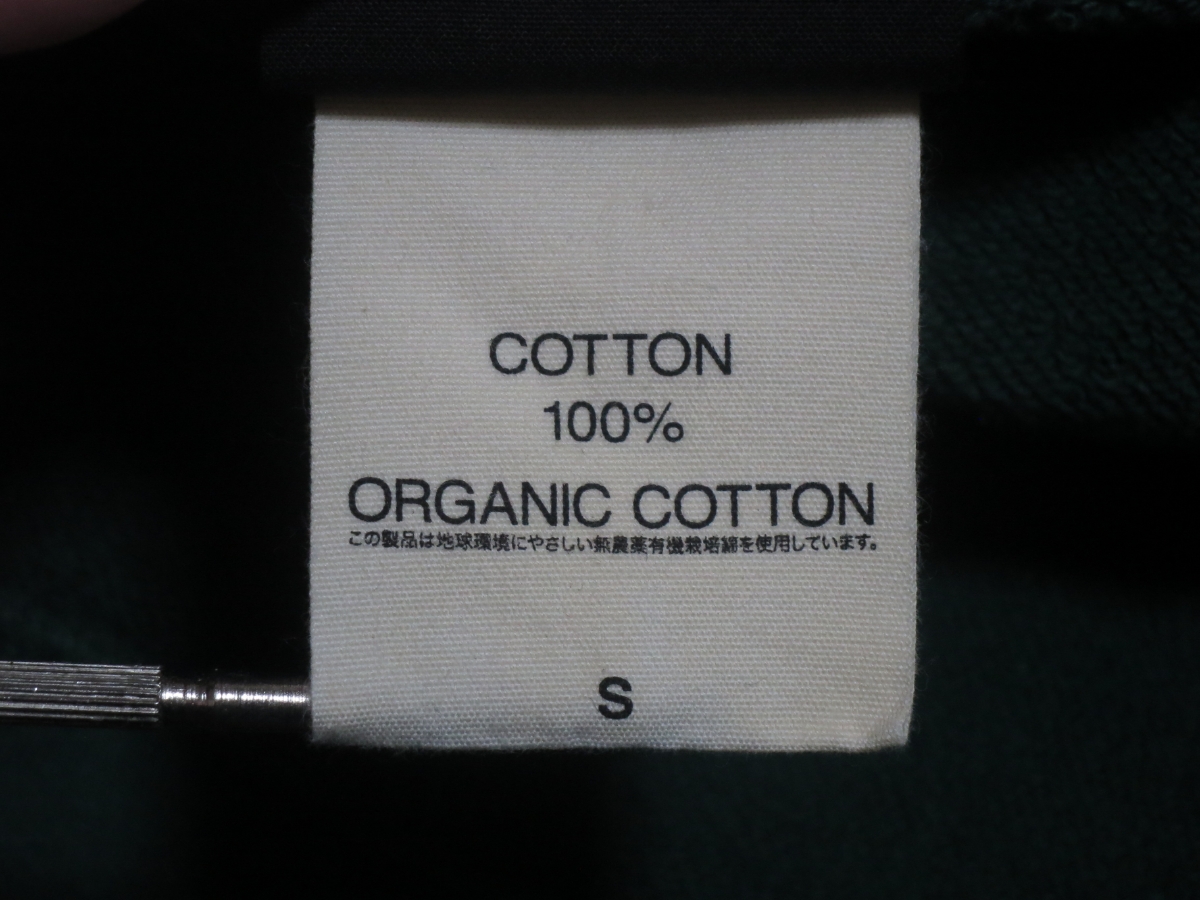 COTTON
100%
ORGANIC COTTON
この製品は地球環境にやさしい無農薬有機栽培綿を使用しています。
S